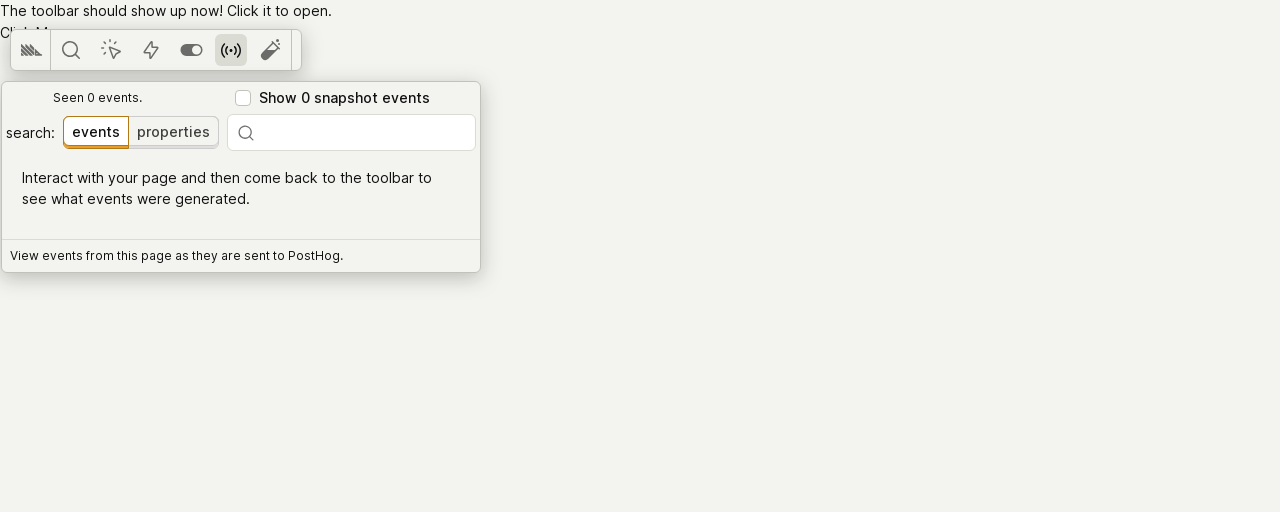 The toolbar should show up now! Click it to open.
Seen 0 events.
Show 0 snapshot events
search:
events
properties
Interact with your page and then come back to the toolbar to
see what events were generated.
View events from this page as they are sent to PostHog.